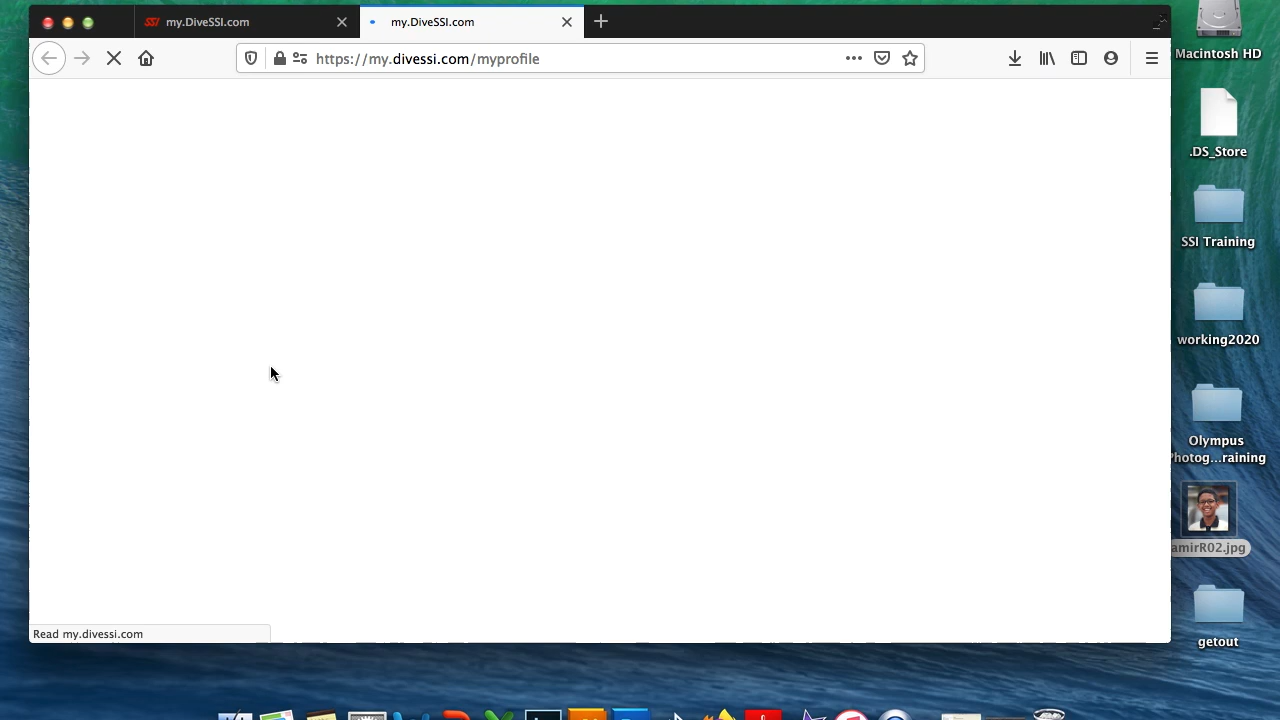 SSI my.DiveSSI.com
my.DiveSSI.com
https://my.divessi.com/myprofile
Read my.divessi.com
Macintosh HD
.DS_Store
SSI Training
working2020
Olympus
Photog...raining
amirR02.jpg
getout